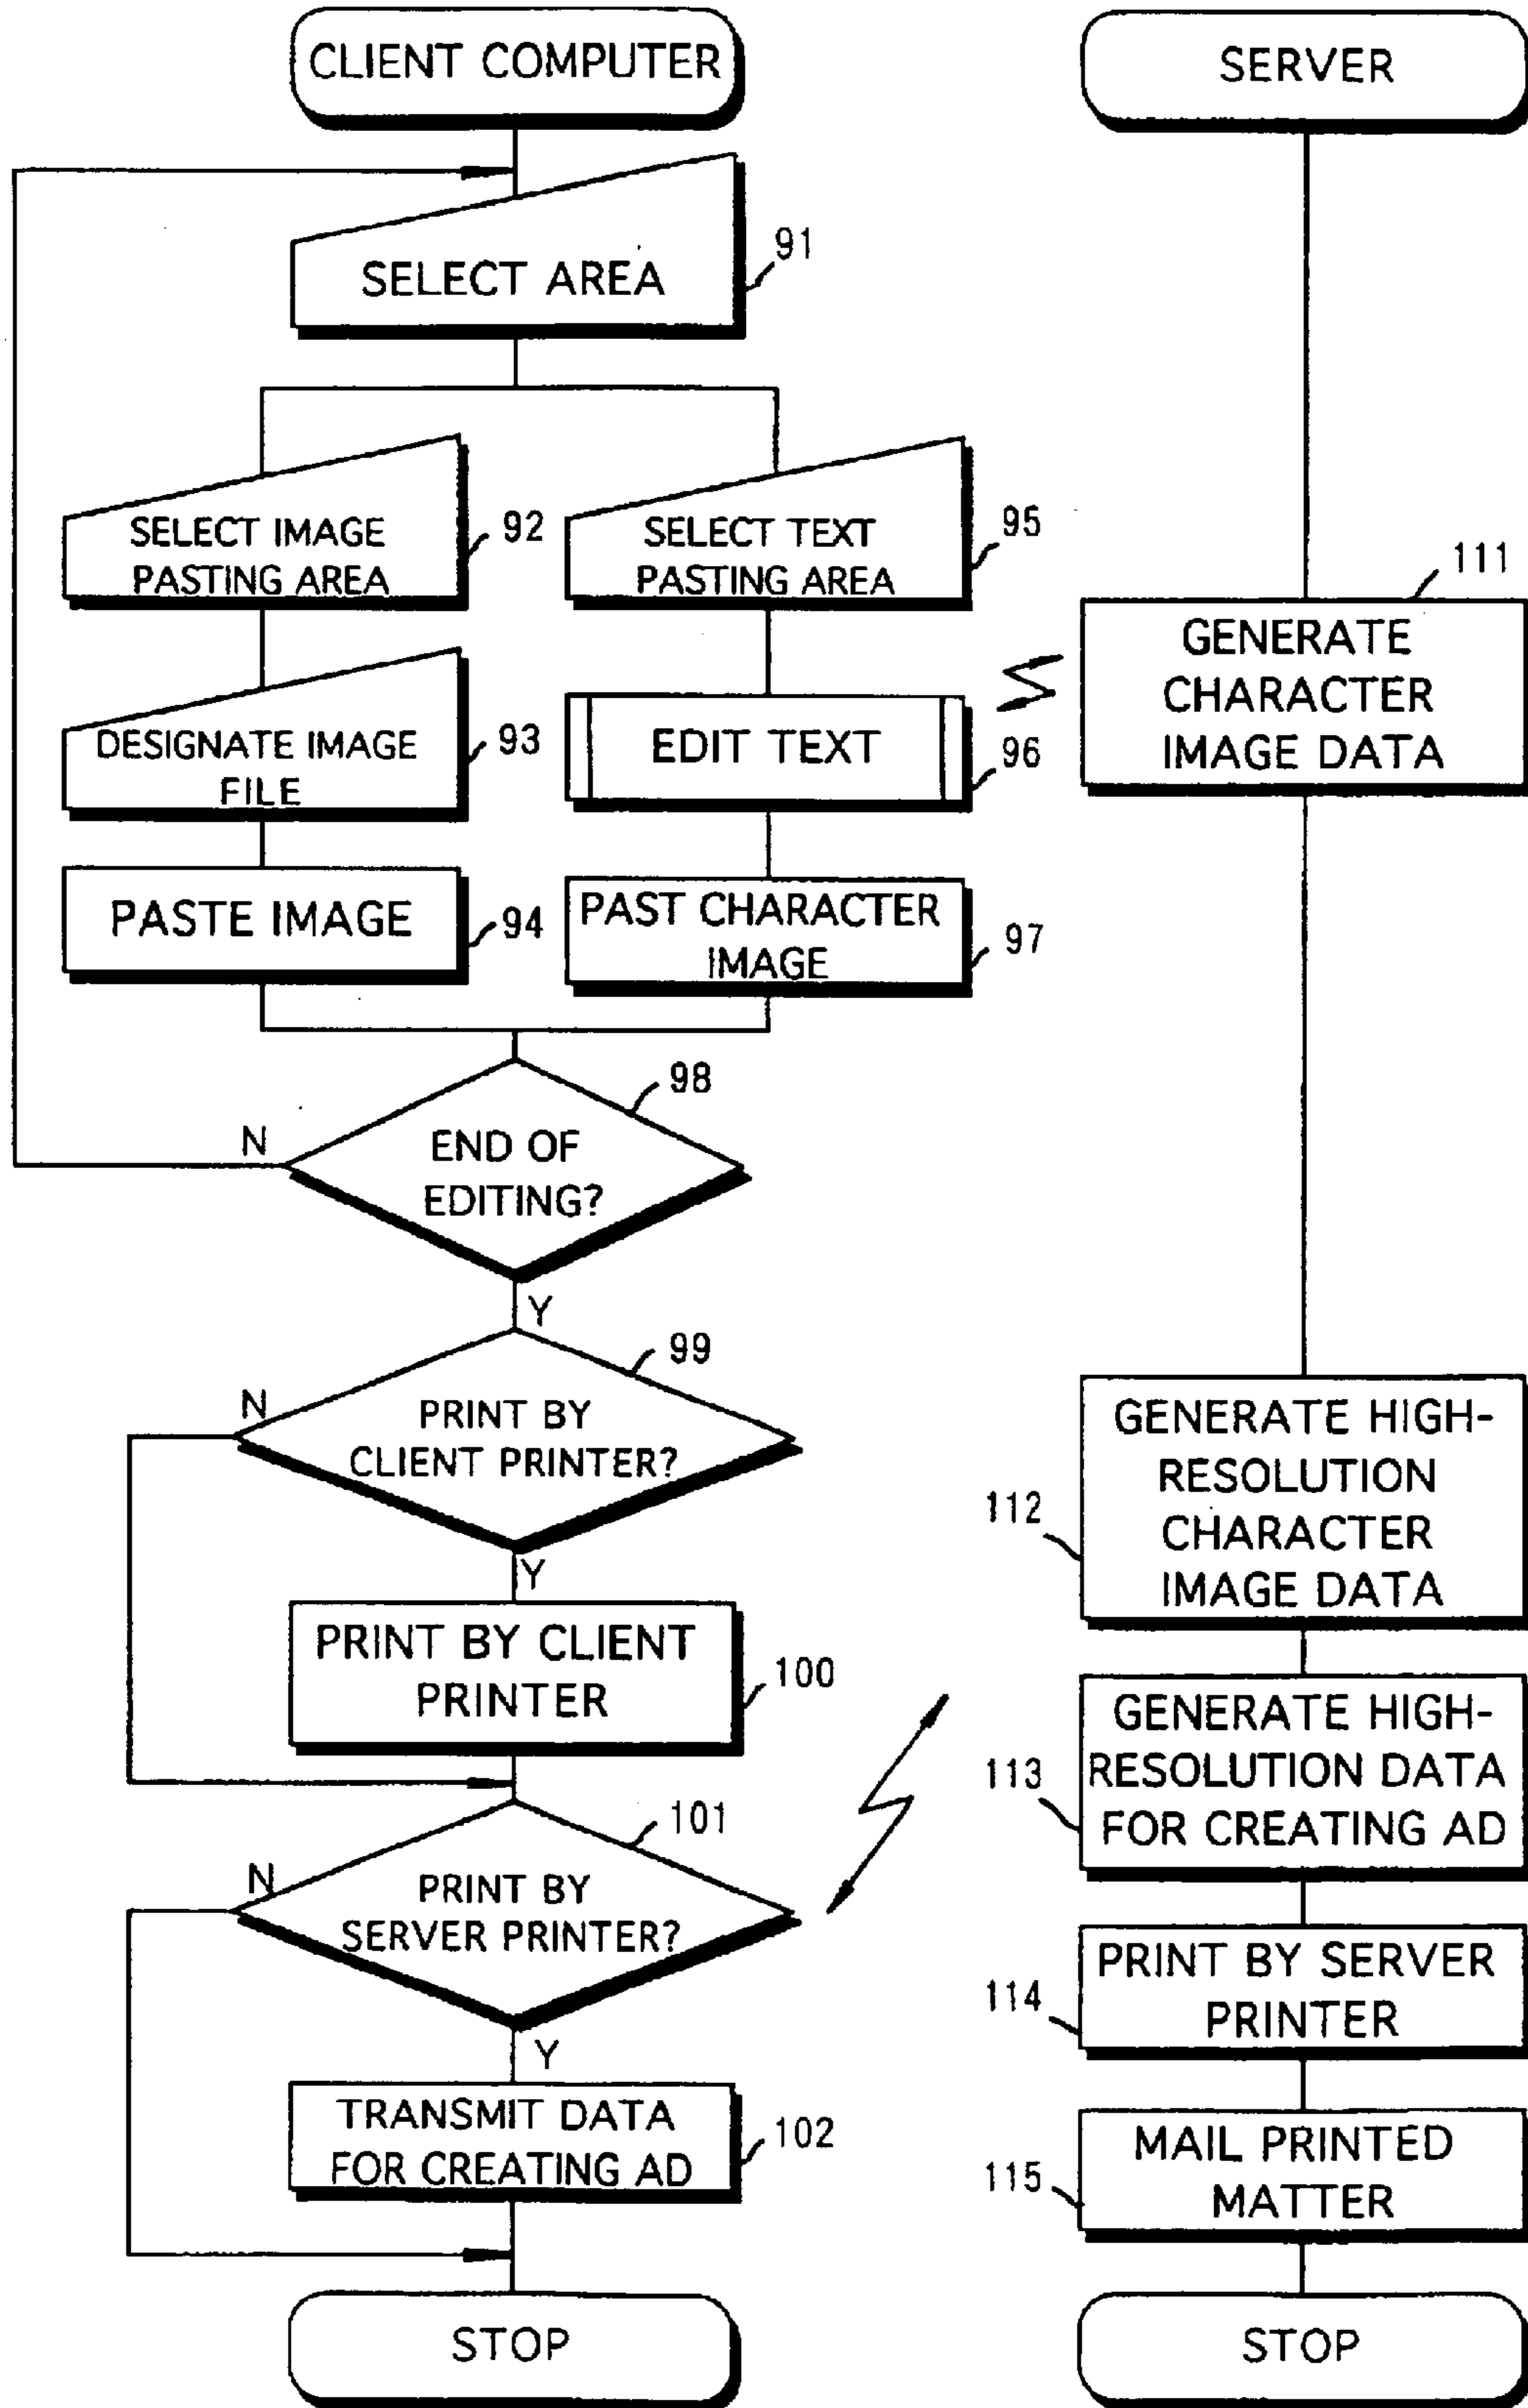 CLIENT COMPUTER
SELECT AREA
91
SELECT IMAGE
PASTING AREA
92
DESIGNATE IMAGE
FILE
93
PASTE IMAGE
94
SELECT TEXT
PASTING AREA
95
EDIT TEXT
96
PAST CHARACTER
IMAGE
97
98
END OF
EDITING?
N
Y
99
PRINT BY
CLIENT PRINTER?
N
Y
PRINT BY CLIENT
PRINTER
100
101
PRINT BY
SERVER PRINTER?
N
Y
TRANSMIT DATA
FOR CREATING AD
102
STOP
SERVER
111
GENERATE
CHARACTER
IMAGE DATA
112
GENERATE HIGH-
RESOLUTION
CHARACTER
IMAGE DATA
113
GENERATE HIGH-
RESOLUTION DATA
FOR CREATING AD
114
PRINT BY SERVER
PRINTER
115
MAIL PRINTED
MATTER
STOP